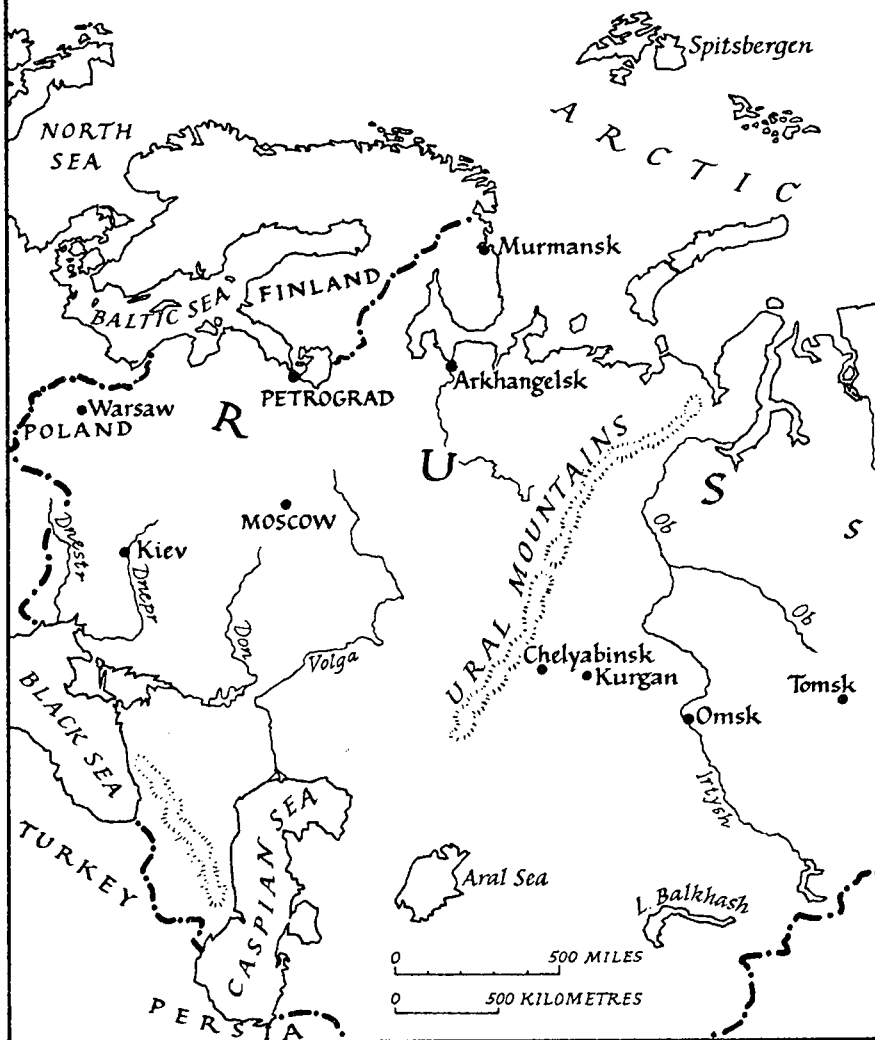 Spitsbergen
NORTH
SEA
ARCTIC
Murmansk
FINLAND
BALTIC SEA
Arkhangelsk
PETROGRAD
Warsaw
POLAND
R U S S
URAL MOUNTAINS
MOSCOW
Ob
Dnestr
Kiev
Dnepr
Ob
Don
Volga
Chelyabinsk
Kurgan
Tomsk
Omsk
BLACK SEA
Irtysh
CASPIAN SEA
TURKEY
Aral Sea
L. Balkhash
0 500 MILES
0 500 KILOMETRES
PERSIA